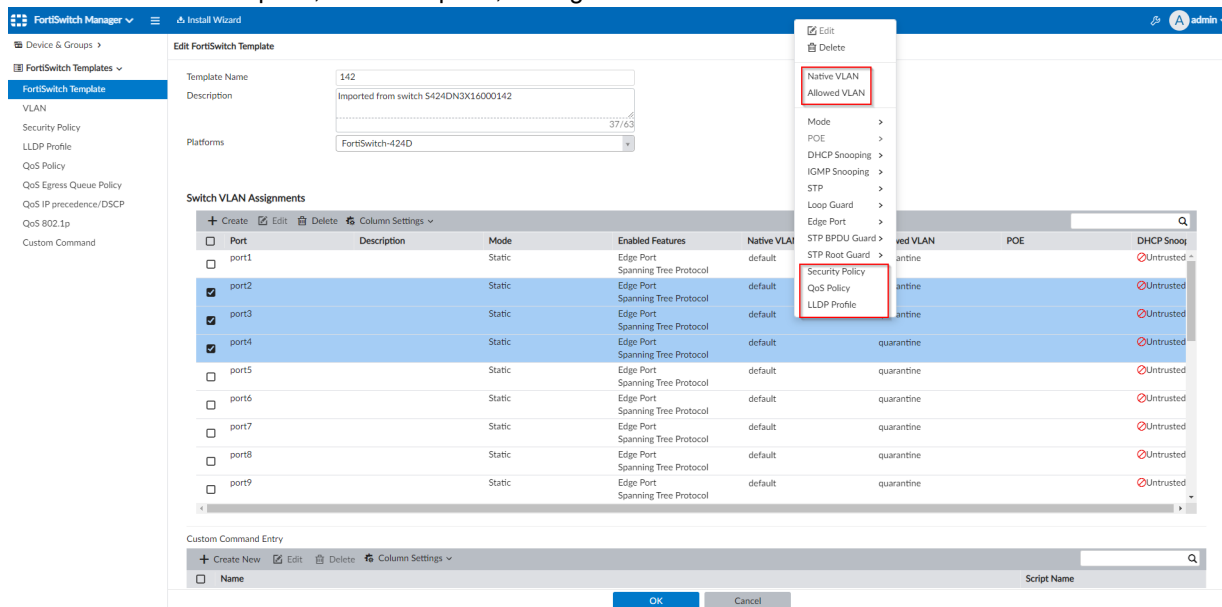 FortiSwitch Manager
Install Wizard
A admin
Device & Groups
FortiSwitch Templates
FortiSwitch Template
VLAN
Security Policy
LLDP Profile
QoS Policy
QoS Egress Queue Policy
QoS IP precedence/DSCP
QoS 802.1p
Custom Command
Edit FortiSwitch Template
Template Name 142
Description Imported from switch S424DN3X16000142
37/63
Platforms FortiSwitch-424D
Edit
Delete
Native VLAN
Allowed VLAN
Mode >
POE >
DHCP Snooping >
IGMP Snooping >
STP >
Loop Guard >
Edge Port >
STP BPDU Guard >
STP Root Guard >
Security Policy
QoS Policy
LLDP Profile
Switch VLAN Assignments
+ Create Edit Delete Column Settings
Port Description Mode Enabled Features Native VLA ved VLAN POE DHCP Snoop
port1 Static Edge Port default antine Untrusted
Spanning Tree Protocol
port2 Static Edge Port default antine Untrusted
Spanning Tree Protocol
port3 Static Edge Port default antine Untrusted
Spanning Tree Protocol
port4 Static Edge Port default quarantine Untrusted
Spanning Tree Protocol
port5 Static Edge Port default quarantine Untrusted
Spanning Tree Protocol
port6 Static Edge Port default quarantine Untrusted
Spanning Tree Protocol
port7 Static Edge Port default quarantine Untrusted
Spanning Tree Protocol
port8 Static Edge Port default quarantine Untrusted
Spanning Tree Protocol
port9 Static Edge Port default quarantine Untrusted
Spanning Tree Protocol
Custom Command Entry
+ Create New Edit Delete Column Settings
Name Script Name
OK Cancel